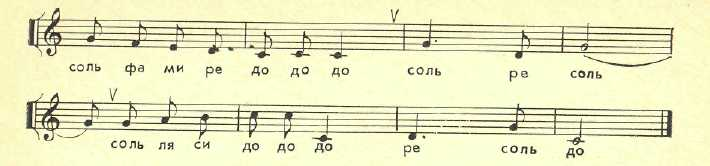 соль фа ми ре до до до соль ре соль
соль ля си до до до ре соль до